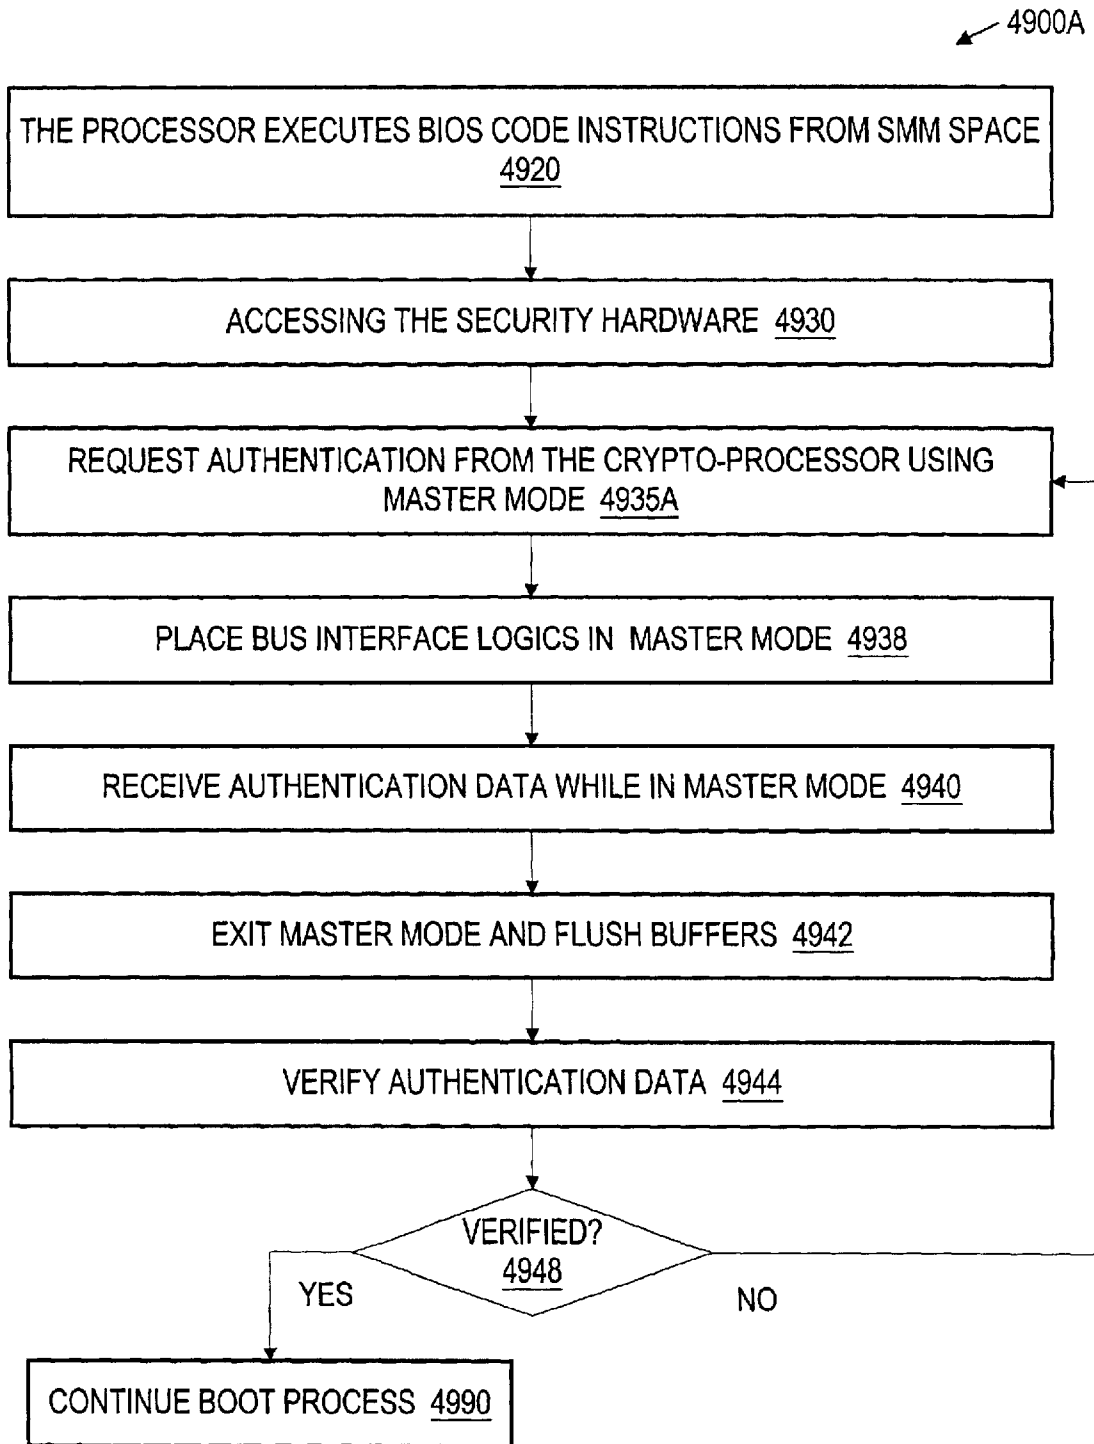 4900A
THE PROCESSOR EXECUTES BIOS CODE INSTRUCTIONS FROM SMM SPACE
4920
ACCESSING THE SECURITY HARDWARE 4930
REQUEST AUTHENTICATION FROM THE CRYPTO-PROCESSOR USING
MASTER MODE 4935A
PLACE BUS INTERFACE LOGICS IN MASTER MODE 4938
RECEIVE AUTHENTICATION DATA WHILE IN MASTER MODE 4940
EXIT MASTER MODE AND FLUSH BUFFERS 4942
VERIFY AUTHENTICATION DATA 4944
VERIFIED?
4948
YES
NO
CONTINUE BOOT PROCESS 4990